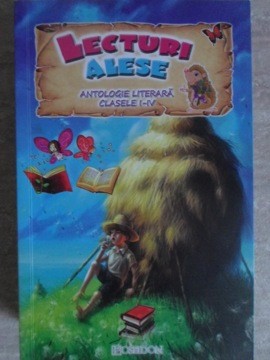 LECTURI
ALESE
ANTOLOGIE LITERARĂ
CLASELE I-IV